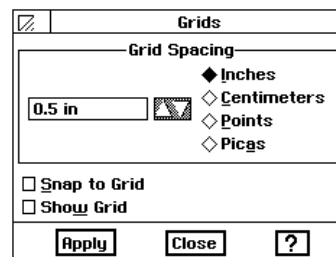 Grids
Grid Spacing
Inches
0.5 in
Centimeters
Points
Picas
Snap to Grid
Show Grid
Apply Close ?